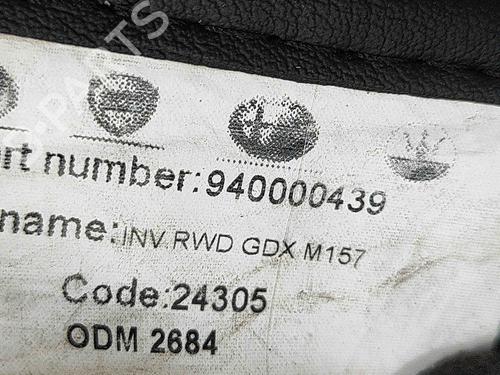 rt number:940000439
name:INV RWD GDX M157
Code:24305
ODM 2684